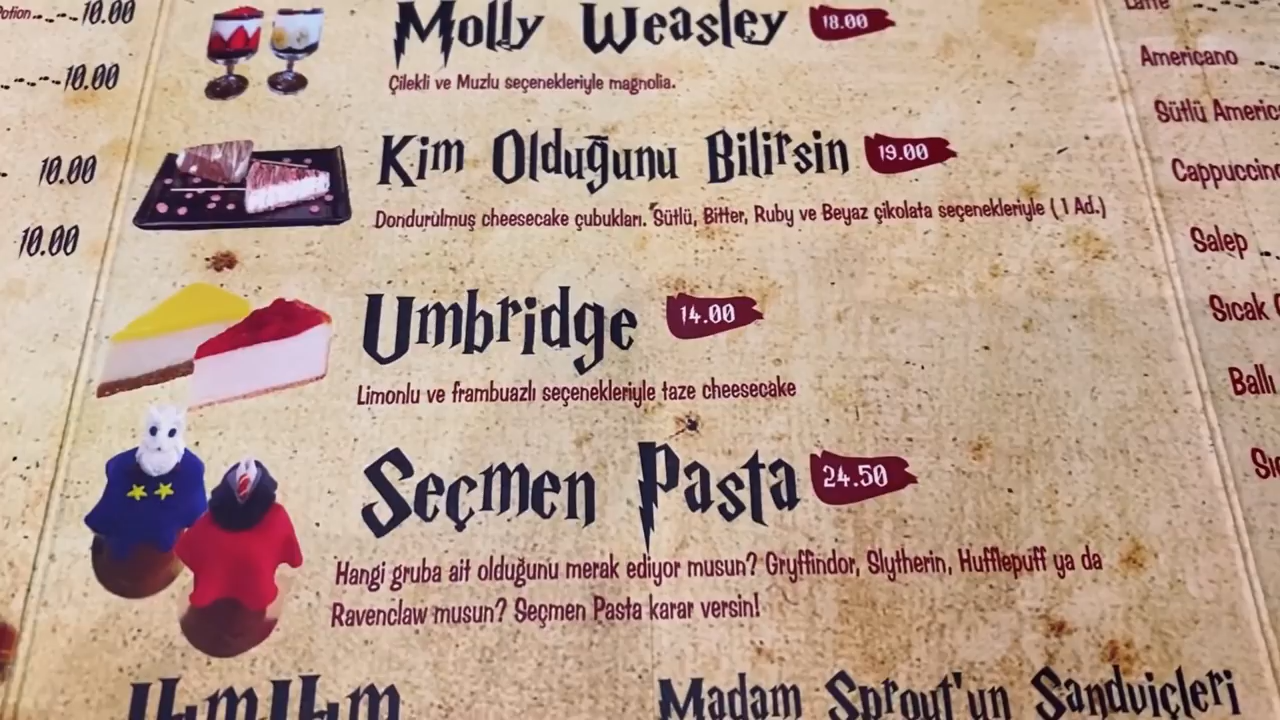 Potion 10.00
10.00
10.00
10.00
Molly Weasley 18.00
Çilekli ve Muzlu seçenekleriyle magnolia.
Kim Olduğunu Bilirsin 19.00
Dondurulmuş cheesecake çubukları. Sütlü, Bitter, Ruby ve Beyaz çikolata seçenekleriyle (1 Ad.)
Umbridge 14.00
Limonlu ve frambuazlı seçenekleriyle taze cheesecake
Seçmen Pasta 24.50
Hangi gruba ait olduğunu merak ediyor musun? Gryffindor, Slytherin, Hufflepuff ya da
Ravenclaw musun? Seçmen Pasta karar versin!
Madam Sprout'un Sandviçleri
Latte
Americano
Sütlü Americ
Cappuccino
Salep
Sıcak
Ballı